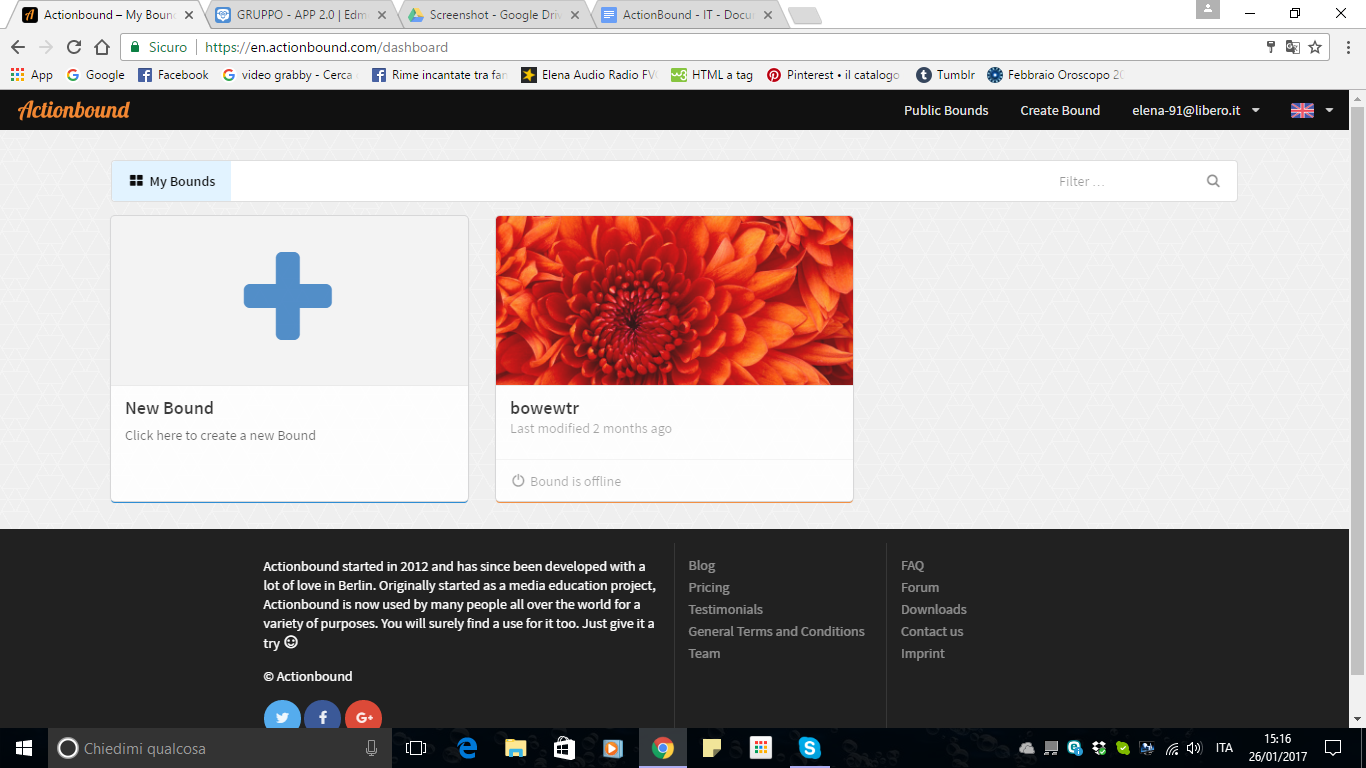 Actionbound – My Boun
GRUPPO - APP 2.0 | Edm
Screenshot - Google Driv
ActionBound - IT - Docu
Sicuro https://en.actionbound.com/dashboard
App Google Facebook video grabby - Cerca Rime incantate tra fan Elena Audio Radio FV HTML a tag Pinterest • il catalogo Tumblr Febbraio Oroscopo 20
Actionbound Public Bounds Create Bound elena-91@libero.it
My Bounds Filter ...
New Bound
Click here to create a new Bound
bowewtr
Last modified 2 months ago
Bound is offline
Actionbound started in 2012 and has since been developed with a
lot of love in Berlin. Originally started as a media education project,
Actionbound is now used by many people all over the world for a
variety of purposes. You will surely find a use for it too. Just give it a
try
© Actionbound
Blog
Pricing
Testimonials
General Terms and Conditions
Team
FAQ
Forum
Downloads
Contact us
Imprint
Chiedimi qualcosa
ITA
15:16
26/01/2017